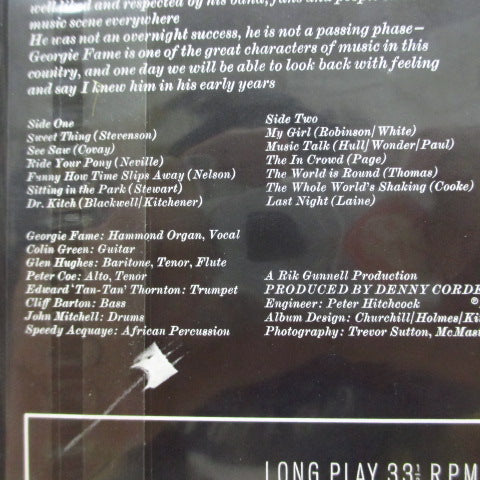 well liked and respected by his band, fans and people
music scene everywhere
He was not an overnight success, he is not a passing phase—
Georgie Fame is one of the great characters of music in this
country, and one day we will be able to look back with feeling
and say I knew him in his early years
Side One
Sweet Thing (Stevenson)
See Saw (Covay)
Ride Your Pony (Neville)
Funny How Time Slips Away (Nelson)
Sitting in the Park (Stewart)
Dr. Kitch (Blackwell/Kitchener)
Side Two
My Girl (Robinson/White)
Music Talk (Hull/Wonder/Paul)
The In Crowd (Page)
The World is Round (Thomas)
The Whole World's Shaking (Cooke)
Last Night (Laine)
Georgie Fame: Hammond Organ, Vocal
Colin Green: Guitar
Glen Hughes: Baritone, Tenor, Flute
Peter Coe: Alto, Tenor
Edward 'Tan-Tan' Thornton: Trumpet
Cliff Barton: Bass
John Mitchell: Drums
Speedy Acquaye: African Percussion
A Rik Gunnell Production
PRODUCED BY DENNY CORDE
Engineer: Peter Hitchcock ℗
Album Design: Churchill/Holmes/Ki
Photography: Trevor Sutton, McMas
LONG PLAY 33⅓ RPM